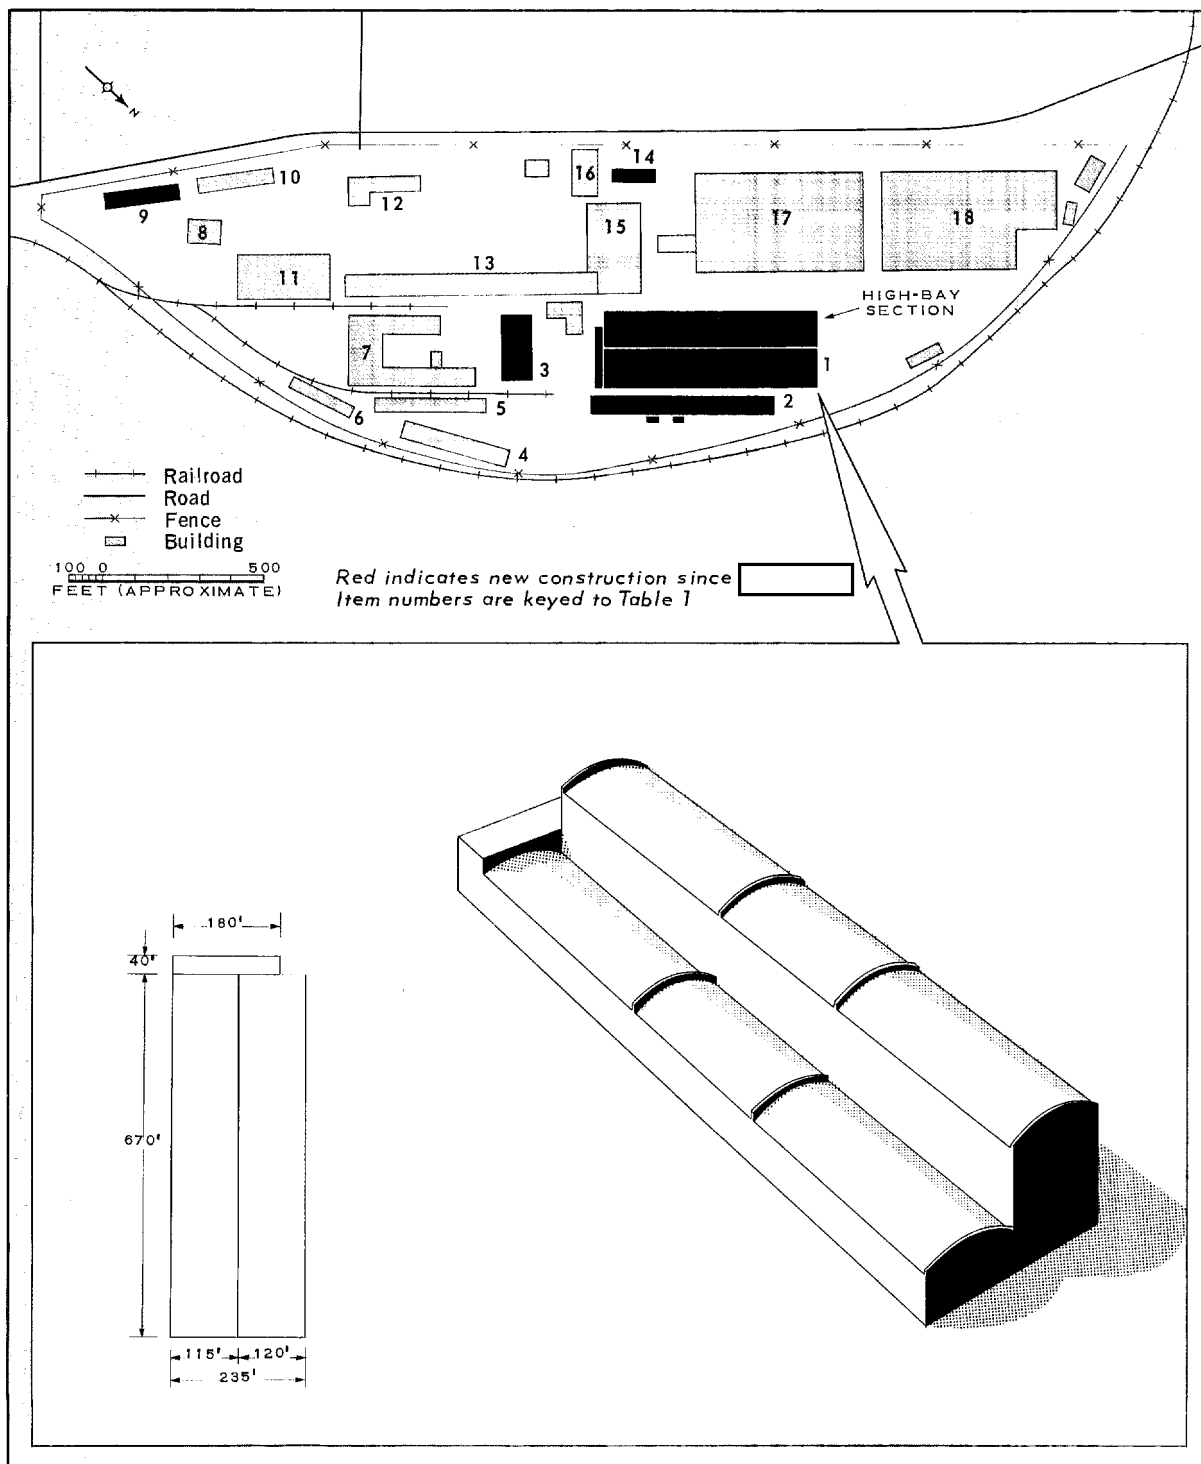 N
10
9
8
12
16
14
15
17
18
11
13
HIGH-BAY
SECTION
7
3
1
2
6
5
4
Railroad
Road
Fence
Building
100 0 500
FEET (APPROXIMATE)
Red indicates new construction since
Item numbers are keyed to Table 1
180'
40'
670'
115' 120'
235'